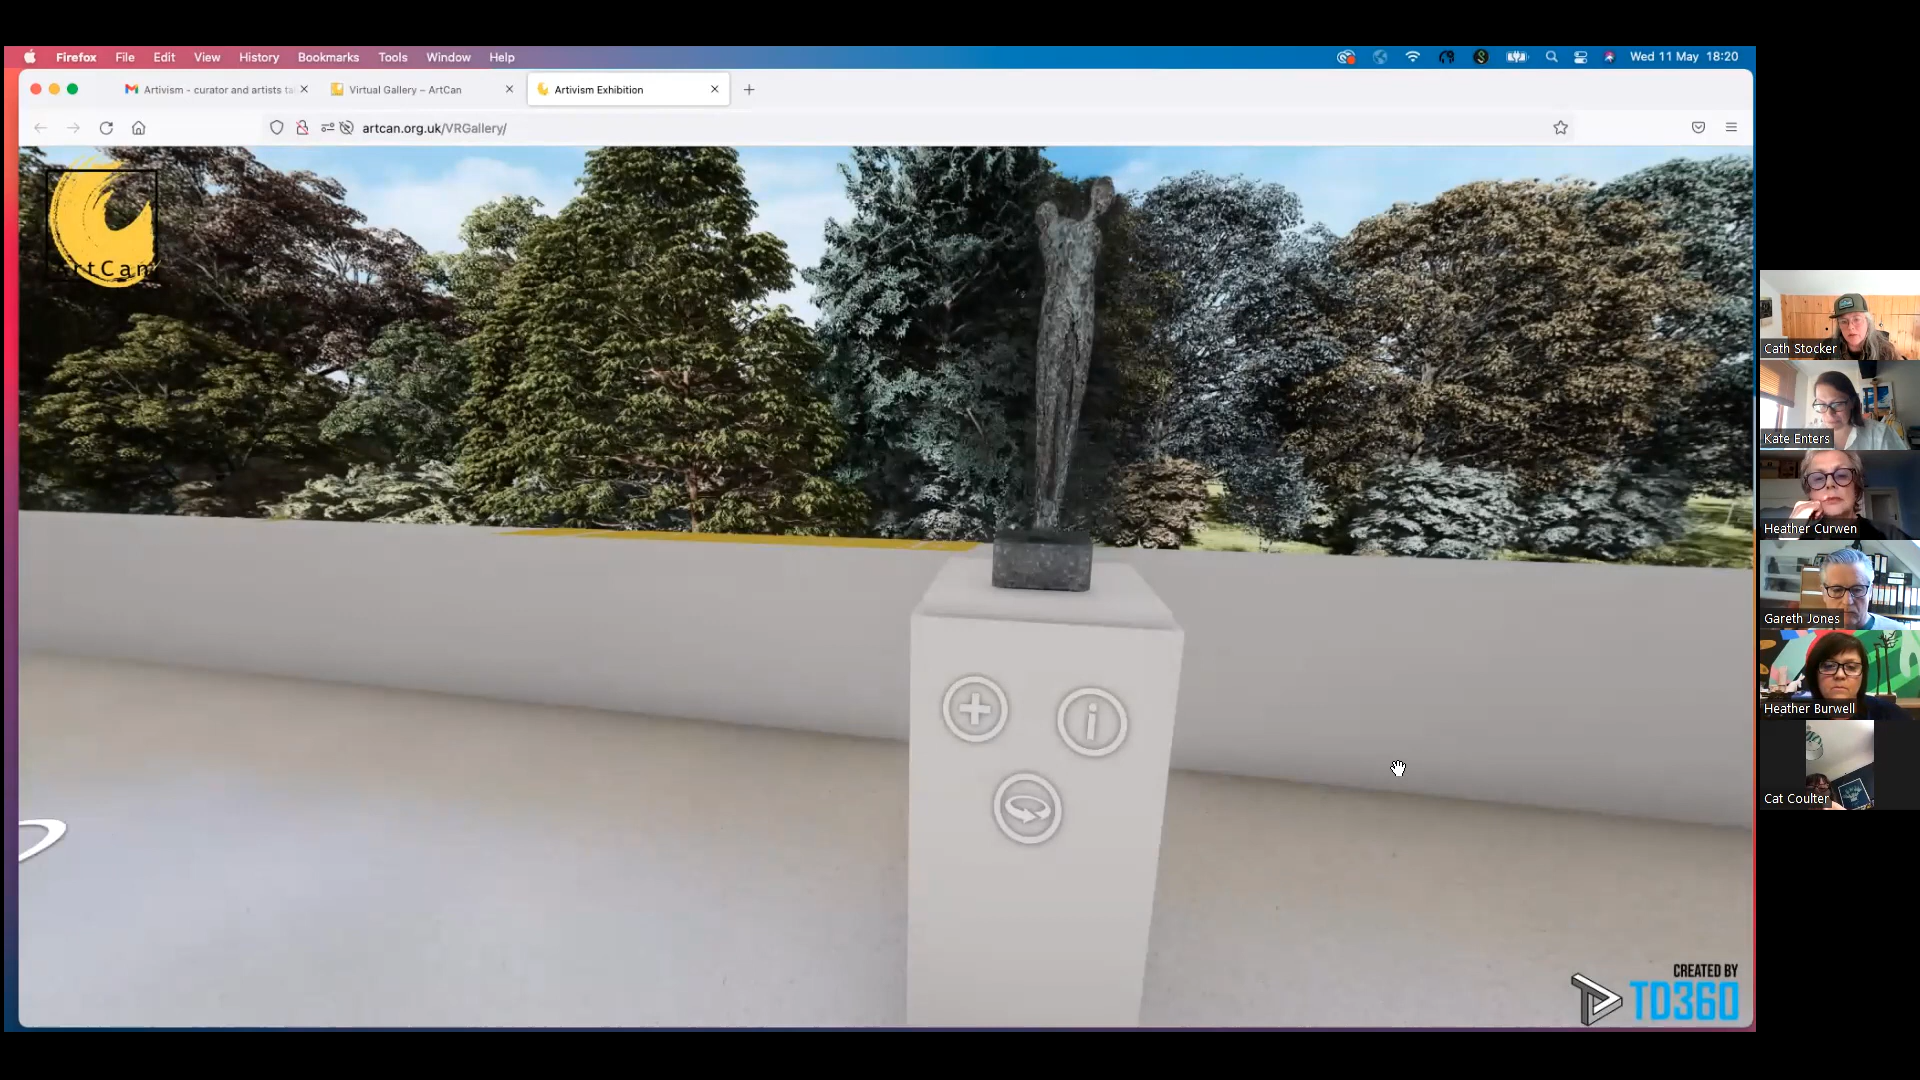 Firefox File Edit View History Bookmarks Tools Window Help
Wed 11 May 18:20
Artivism - curator and artists ta
Virtual Gallery – ArtCan
Artivism Exhibition
artcan.org.uk/VRGallery/
ArtCan
i
CREATED BY
TD360
Cath Stocker
Kate Enters
Heather Curwen
Gareth Jones
Heather Burwell
Cat Coulter